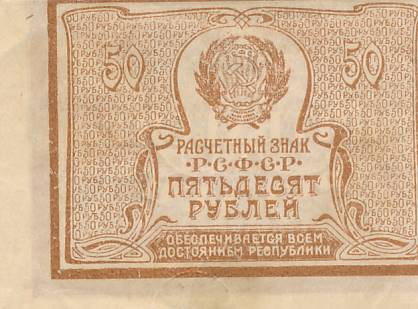 50 50
РАСЧЕТНЫЙ ЗНАК
Р·С·Ф·С·Р·
ПЯТЬДЕСЯТ
РУБЛЕЙ
ОБЕСПЕЧИВАЕТСЯ ВСЕМ
ДОСТОЯНИЕМ РЕСПУБЛИКИ